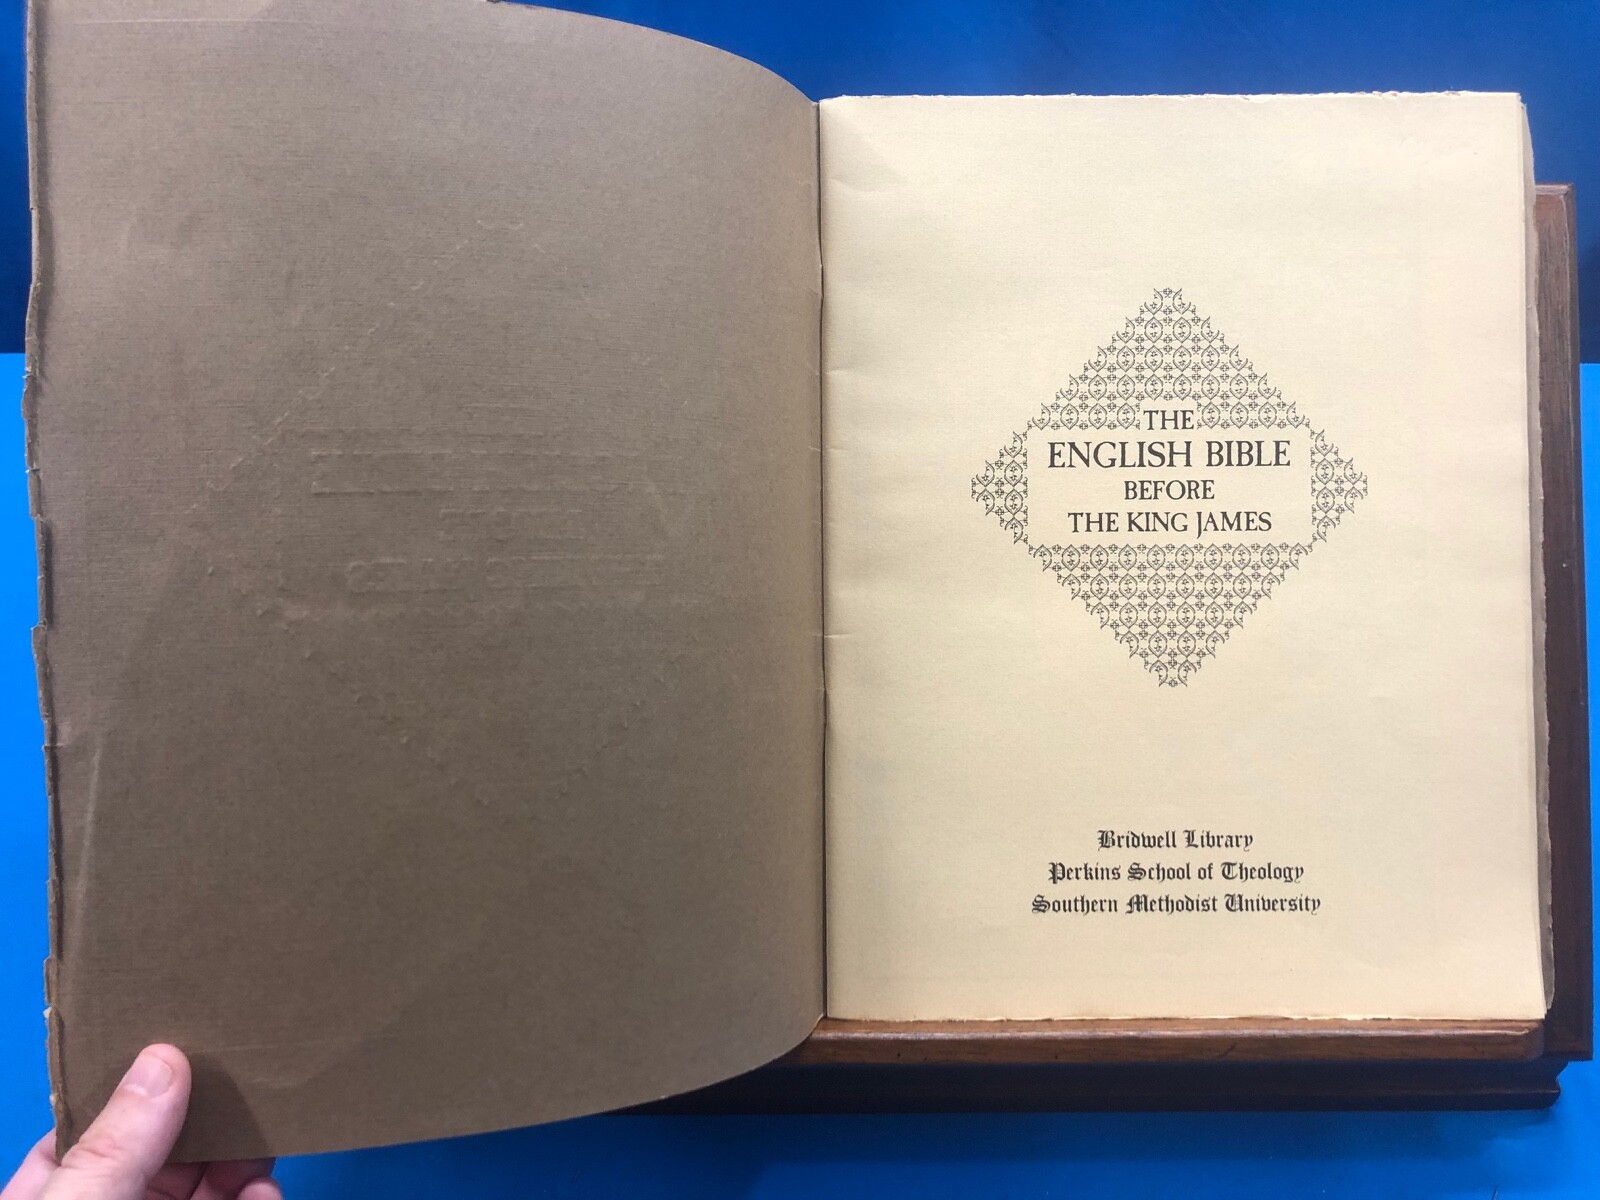 THE
ENGLISH BIBLE
BEFORE
THE KING JAMES
Bridwell Library
Perkins School of Theology
Southern Methodist University